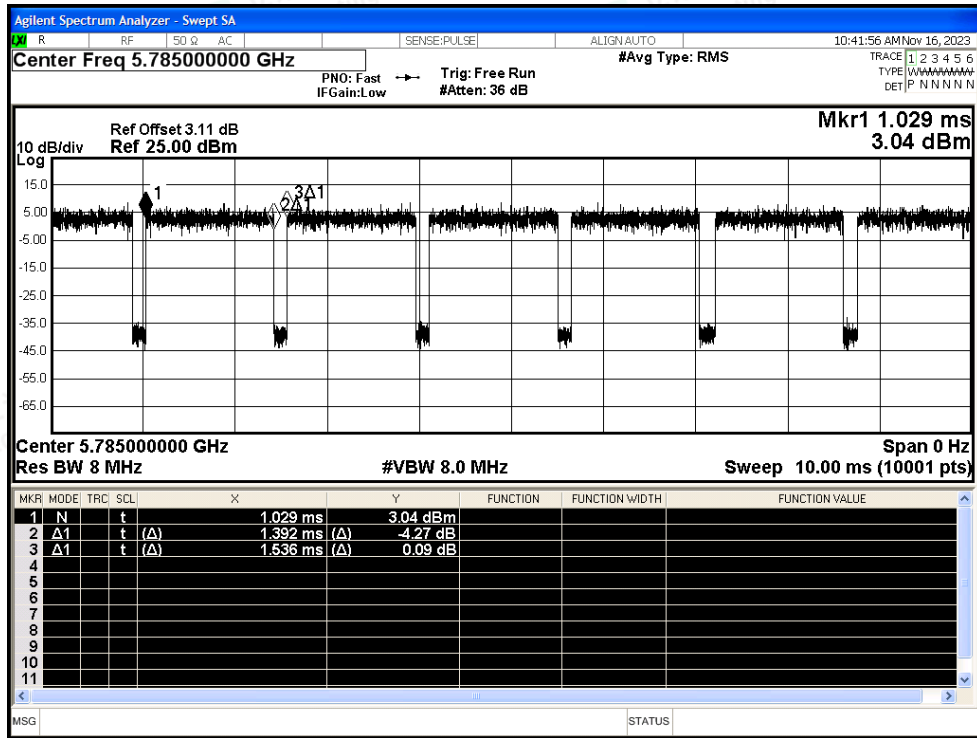 Agilent Spectrum Analyzer - Swept SA
LXI R RF 50 Ω AC SENSE:PULSE ALIGN AUTO 10:41:56 AM Nov 16, 2023
Center Freq 5.785000000 GHz #Avg Type: RMS TRACE 1 2 3 4 5 6
PNO: Fast Trig: Free Run TYPE WWWWWW
IFGain:Low #Atten: 36 dB DET P N N N N N
Mkr1 1.029 ms
Ref Offset 3.11 dB 3.04 dBm
10 dB/div Ref 25.00 dBm
Log
15.0
1 2Δ1 3Δ1
5.00
-5.00
-15.0
-25.0
-35.0
-45.0
-55.0
-65.0
Center 5.785000000 GHz Span 0 Hz
Res BW 8 MHz #VBW 8.0 MHz Sweep 10.00 ms (10001 pts)
MKR MODE TRC SCL X Y FUNCTION FUNCTION WIDTH FUNCTION VALUE
1 N t 1.029 ms 3.04 dBm
2 Δ1 t (Δ) 1.392 ms (Δ) -4.27 dB
3 Δ1 t (Δ) 1.536 ms (Δ) 0.09 dB
4
5
6
7
8
9
10
11
MSG STATUS